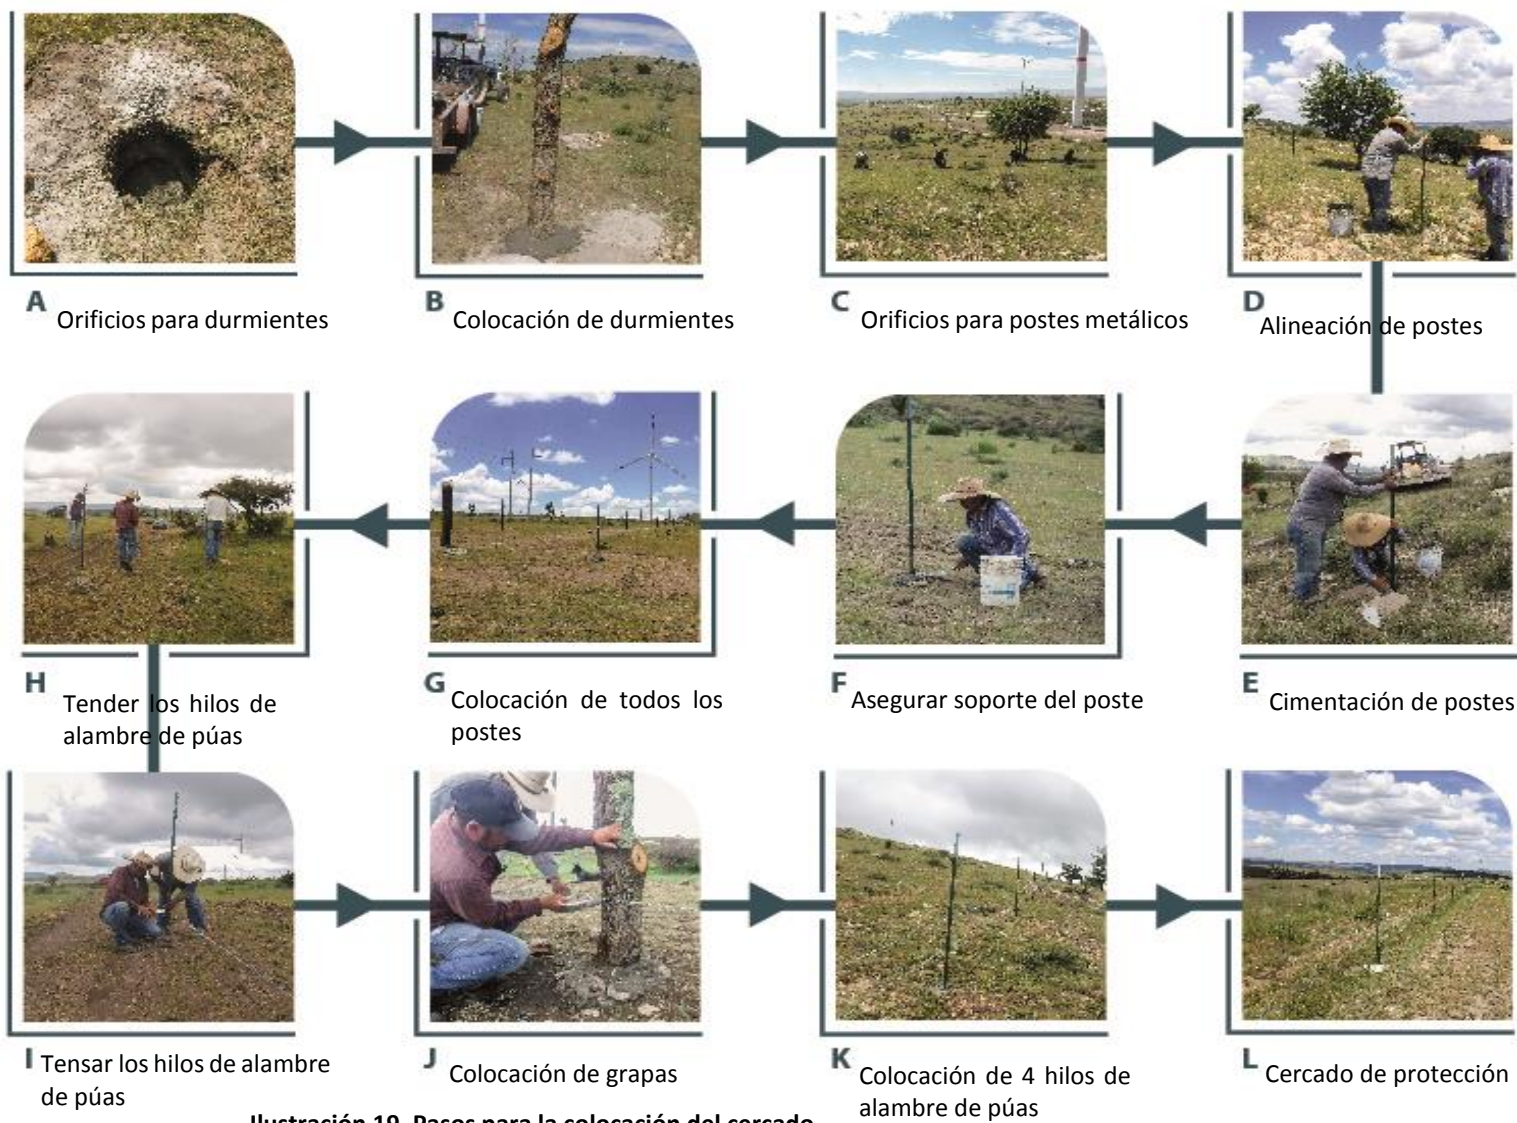 A Orificios para durmientes
B Colocación de durmientes
C Orificios para postes metálicos
D Alineación de postes
H Tender los hilos de
alambre de púas
G Colocación de todos los
postes
F Asegurar soporte del poste
E Cimentación de postes
I Tensar los hilos de alambre
de púas
J Colocación de grapas
K Colocación de 4 hilos de
alambre de púas
L Cercado de protección
Ilustración 19. Pasos para la colocación del cercado